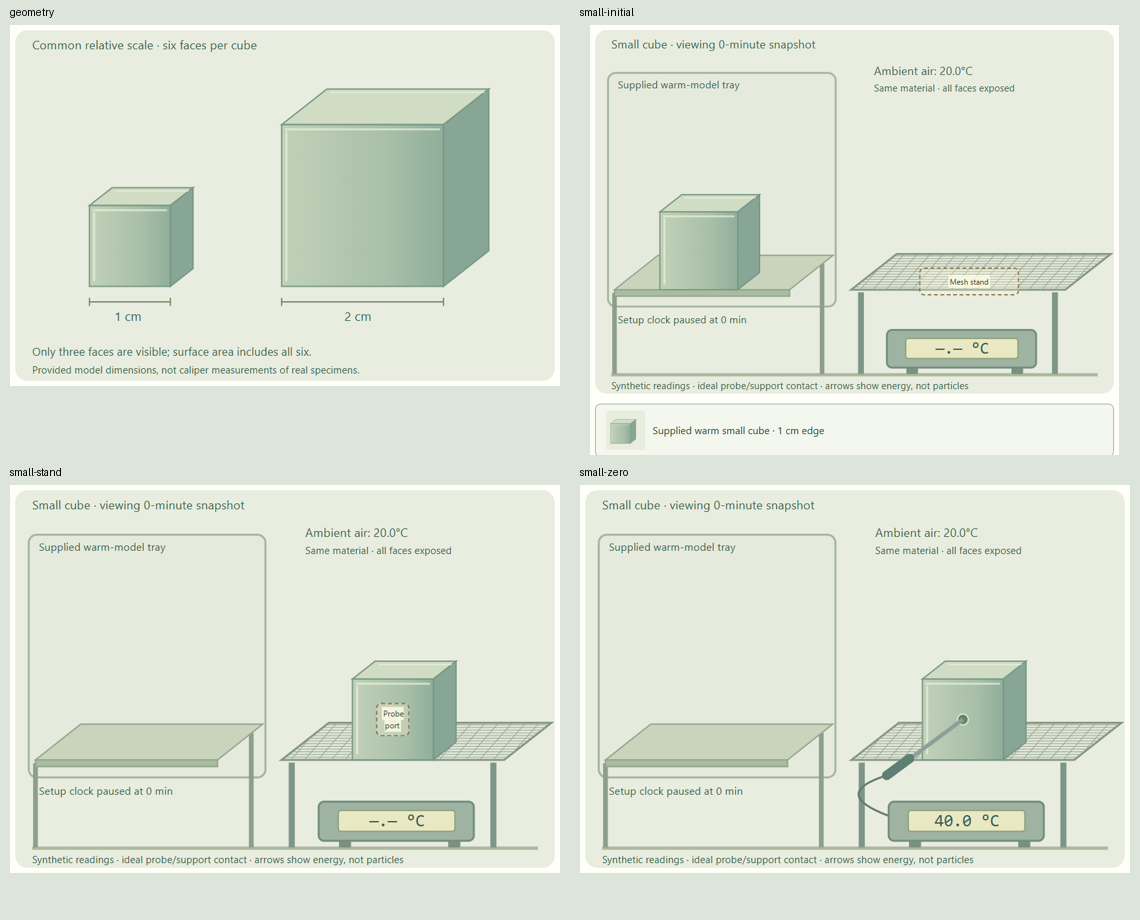 geometry
Common relative scale · six faces per cube
1 cm
2 cm
Only three faces are visible; surface area includes all six.
Provided model dimensions, not caliper measurements of real specimens.
small-initial
Small cube · viewing 0-minute snapshot
Ambient air: 20.0°C
Same material · all faces exposed
Supplied warm-model tray
Mesh stand
Setup clock paused at 0 min
—.— °C
Synthetic readings · ideal probe/support contact · arrows show energy, not particles
Supplied warm small cube · 1 cm edge
small-stand
Small cube · viewing 0-minute snapshot
Ambient air: 20.0°C
Supplied warm-model tray
Same material · all faces exposed
Probe
port
Setup clock paused at 0 min
—.— °C
Synthetic readings · ideal probe/support contact · arrows show energy, not particles
small-zero
Small cube · viewing 0-minute snapshot
Ambient air: 20.0°C
Supplied warm-model tray
Same material · all faces exposed
Setup clock paused at 0 min
40.0 °C
Synthetic readings · ideal probe/support contact · arrows show energy, not particles